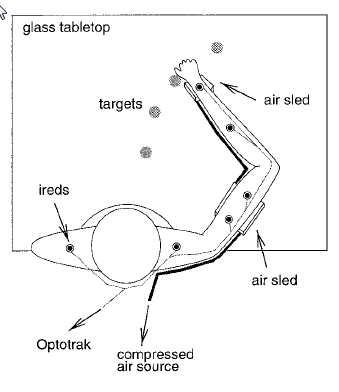 glass tabletop
targets
air sled
ireds
air sled
Optotrak
compressed
air source